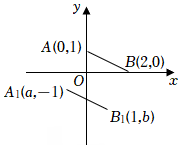 y
A(0,1)
B(2,0)
O
x
A₁(a,−1)
B₁(1,b)